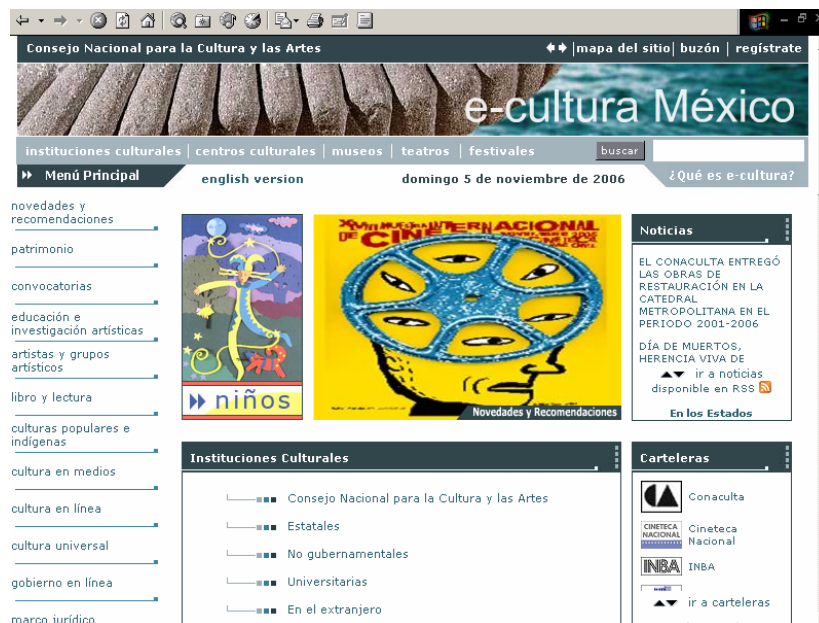 Consejo Nacional para la Cultura y las Artes
|mapa del sitio| buzón | regístrate
e-cultura México
instituciones culturales | centros culturales | museos | teatros | festivales
buscar
Menú Principal
english version
domingo 5 de noviembre de 2006
¿Qué es e-cultura?
novedades y
recomendaciones
patrimonio
convocatorias
educación e
investigación artísticas
artistas y grupos
artísticos
libro y lectura
culturas populares e
indígenas
cultura en medios
cultura en línea
cultura universal
gobierno en línea
marco jurídico
niños
MUESTRA INTERNACIONAL
DE CINE
Novedades y Recomendaciones
Noticias
EL CONACULTA ENTREGÓ
LAS OBRAS DE
RESTAURACIÓN EN LA
CATEDRAL
METROPOLITANA EN EL
PERIODO 2001-2006
DÍA DE MUERTOS,
HERENCIA VIVA DE
ir a noticias
disponible en RSS
En los Estados
Instituciones Culturales
Consejo Nacional para la Cultura y las Artes
Estatales
No gubernamentales
Universitarias
En el extranjero
Carteleras
Conaculta
CINETECA
NACIONAL
Cineteca
Nacional
INBA
INBA
ir a carteleras